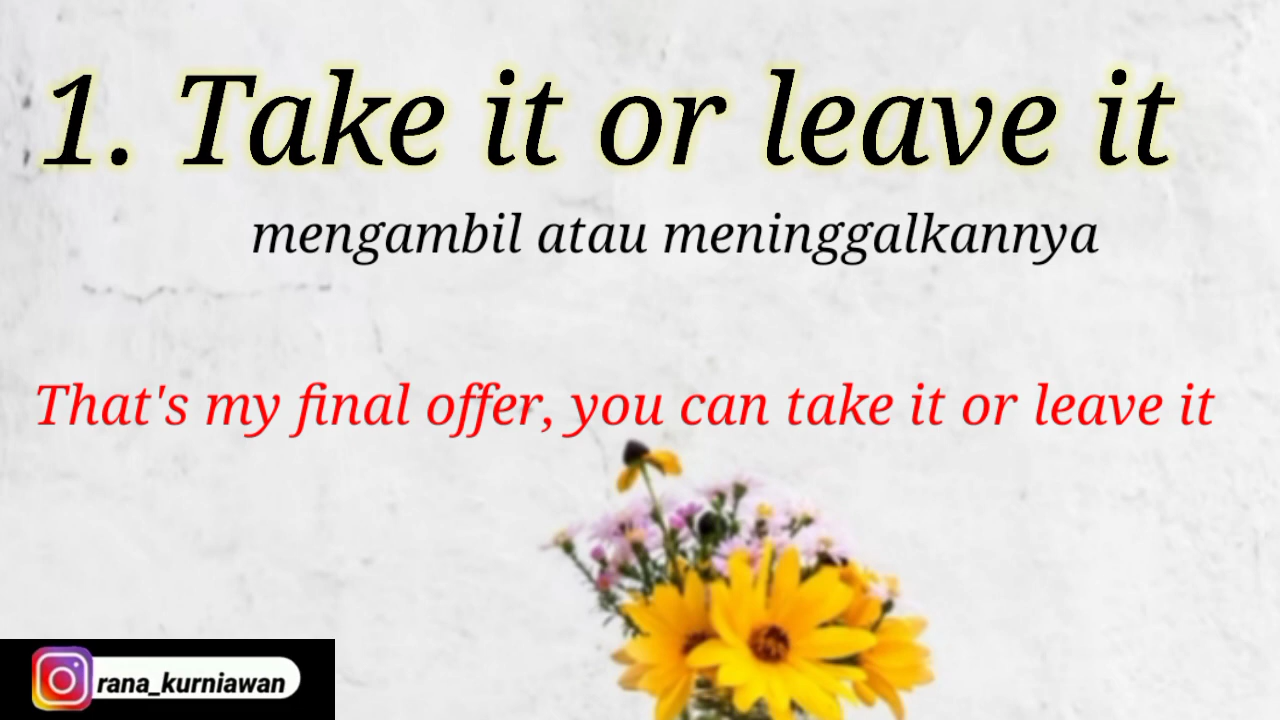 1. Take it or leave it
mengambil atau meninggalkannya
That's my final offer, you can take it or leave it
rana_kurniawan